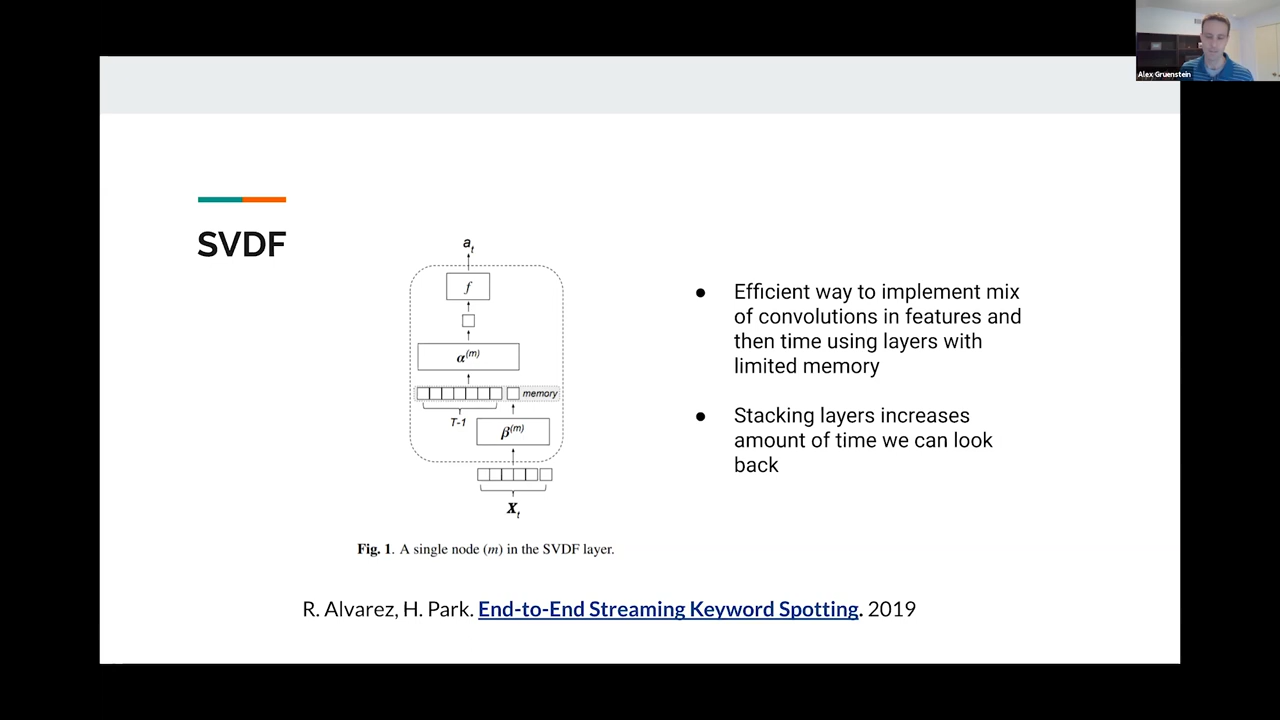 Alex Gruenstein
SVDF
a_t
f
α^(m)
memory
T-1
β^(m)
X_t
Fig. 1. A single node (m) in the SVDF layer.
● Efficient way to implement mix
of convolutions in features and
then time using layers with
limited memory
● Stacking layers increases
amount of time we can look
back
R. Alvarez, H. Park. End-to-End Streaming Keyword Spotting. 2019